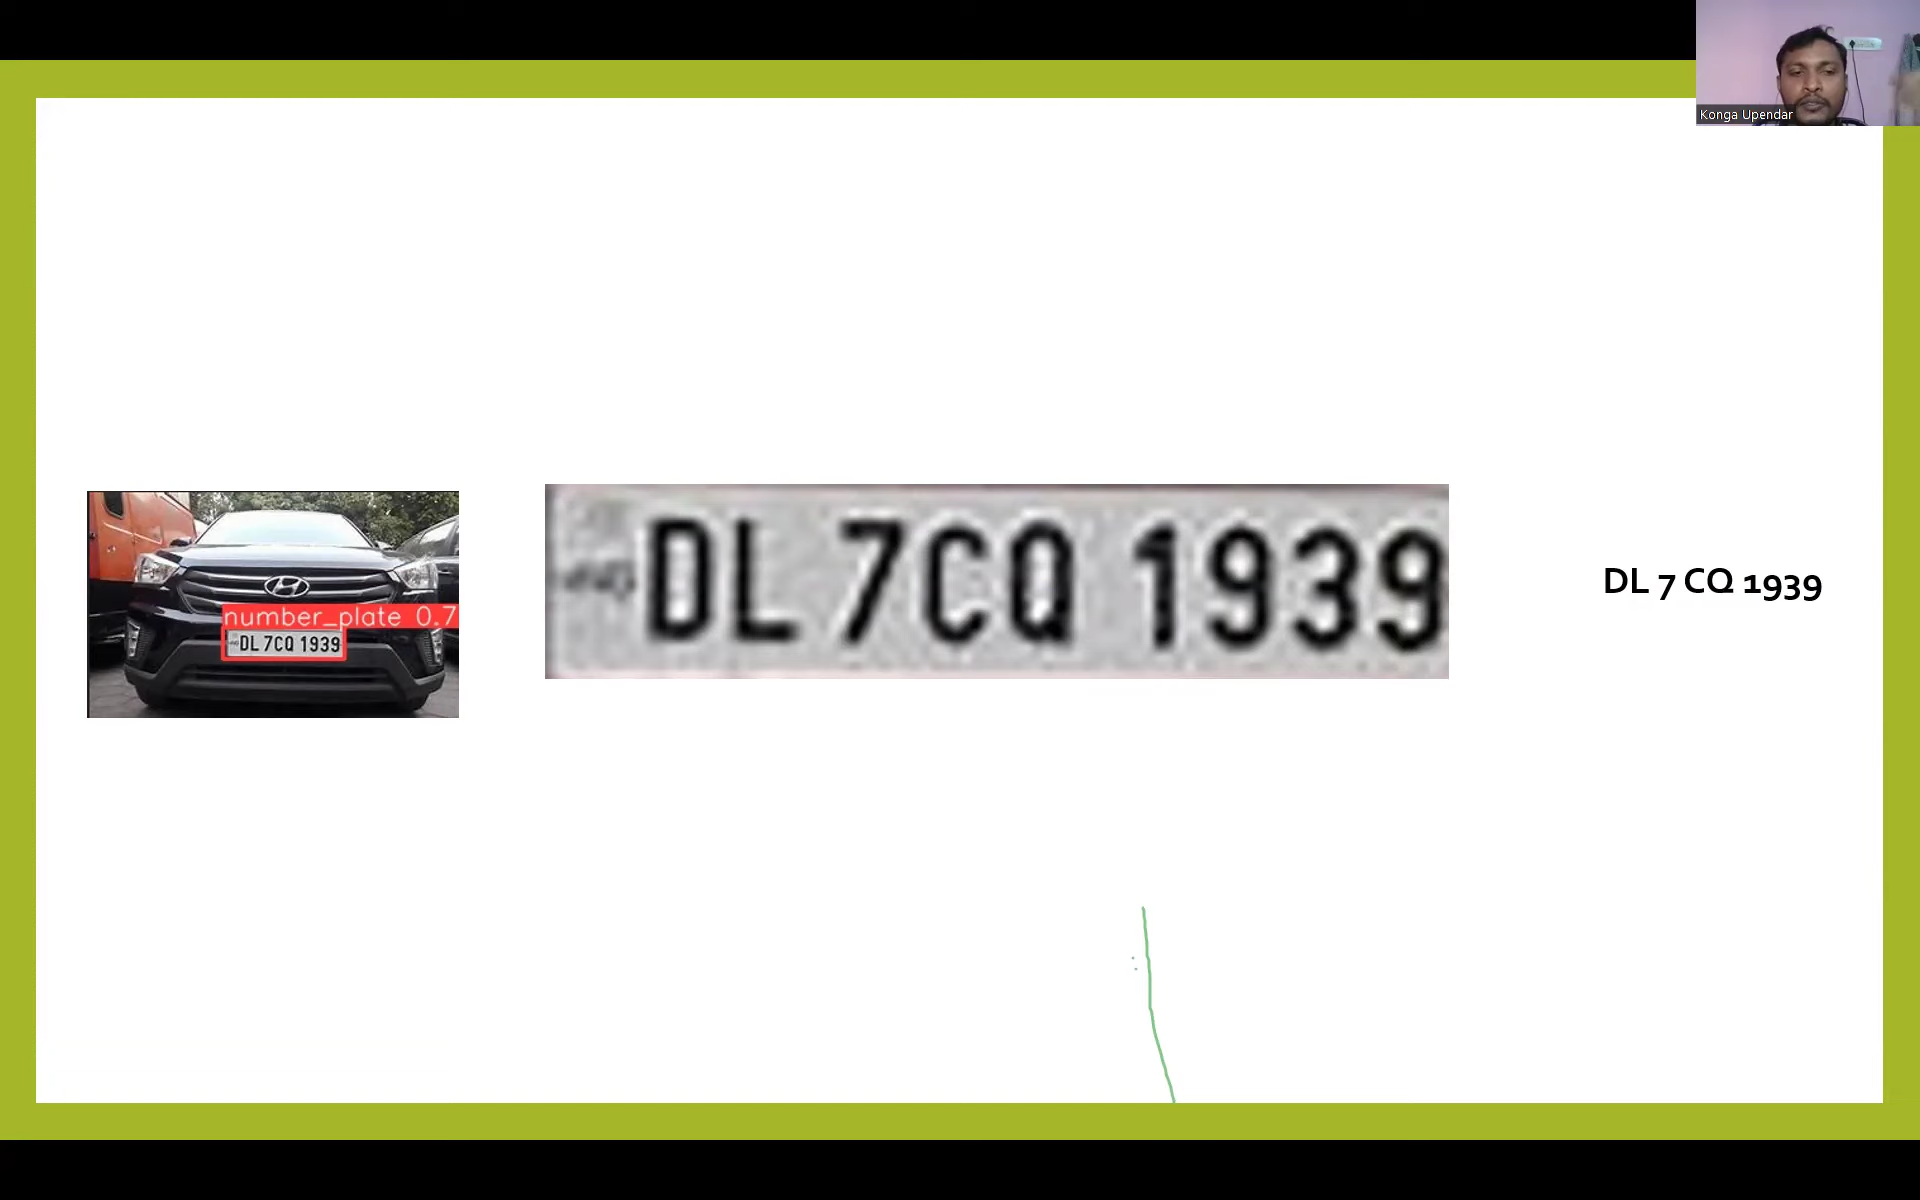 Konga Upendar
number_plate 0.7
DL 7CQ 1939
DL 7CQ 1939
DL 7 CQ 1939